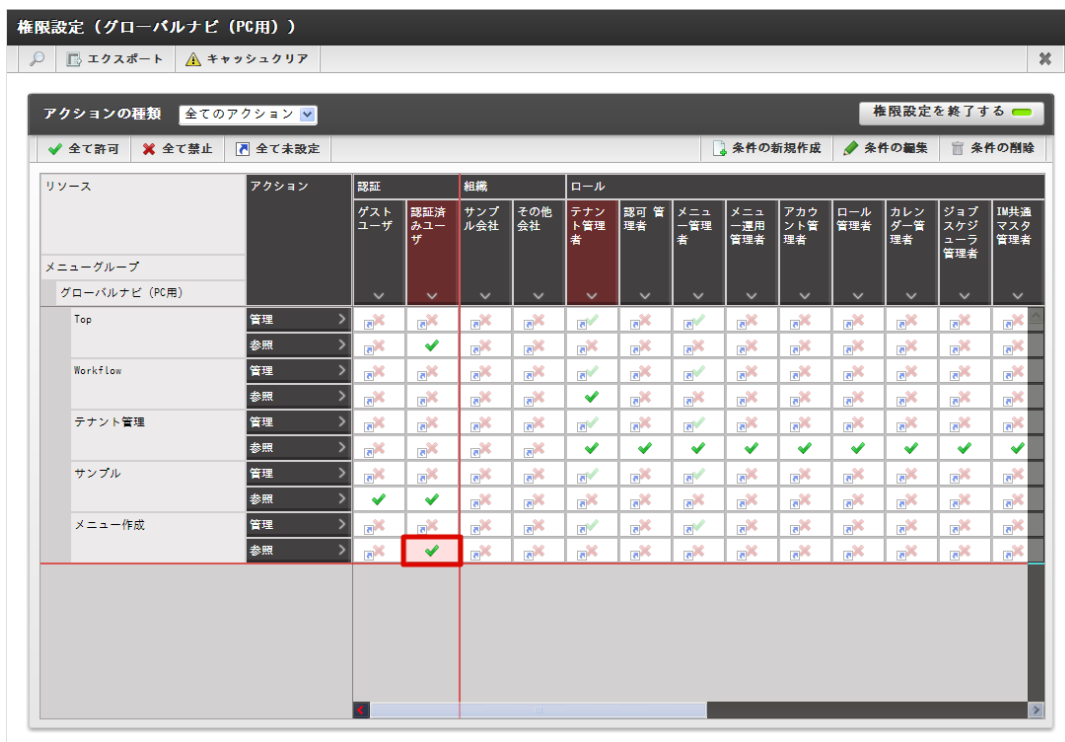 権限設定（グローバルナビ（PC用））
エクスポート キャッシュクリア
アクションの種類 全てのアクション 権限設定を終了する
全て許可 全て禁止 全て未設定 条件の新規作成 条件の編集 条件の削除
リソース アクション 認証 組織 ロール
ゲストユーザ 認証済みユーザ サンプル会社 その他会社 テナント管理者 認可 管理者 メニュー管理者 メニュー運用管理者 アカウント管理者 ロール管理者 カレンダー管理者 ジョブスケジューラ管理者 IM共通マスタ管理者
メニューグループ
グローバルナビ（PC用）
Top 管理
参照
Workflow 管理
参照
テナント管理 管理
参照
サンプル 管理
参照
メニュー作成 管理
参照